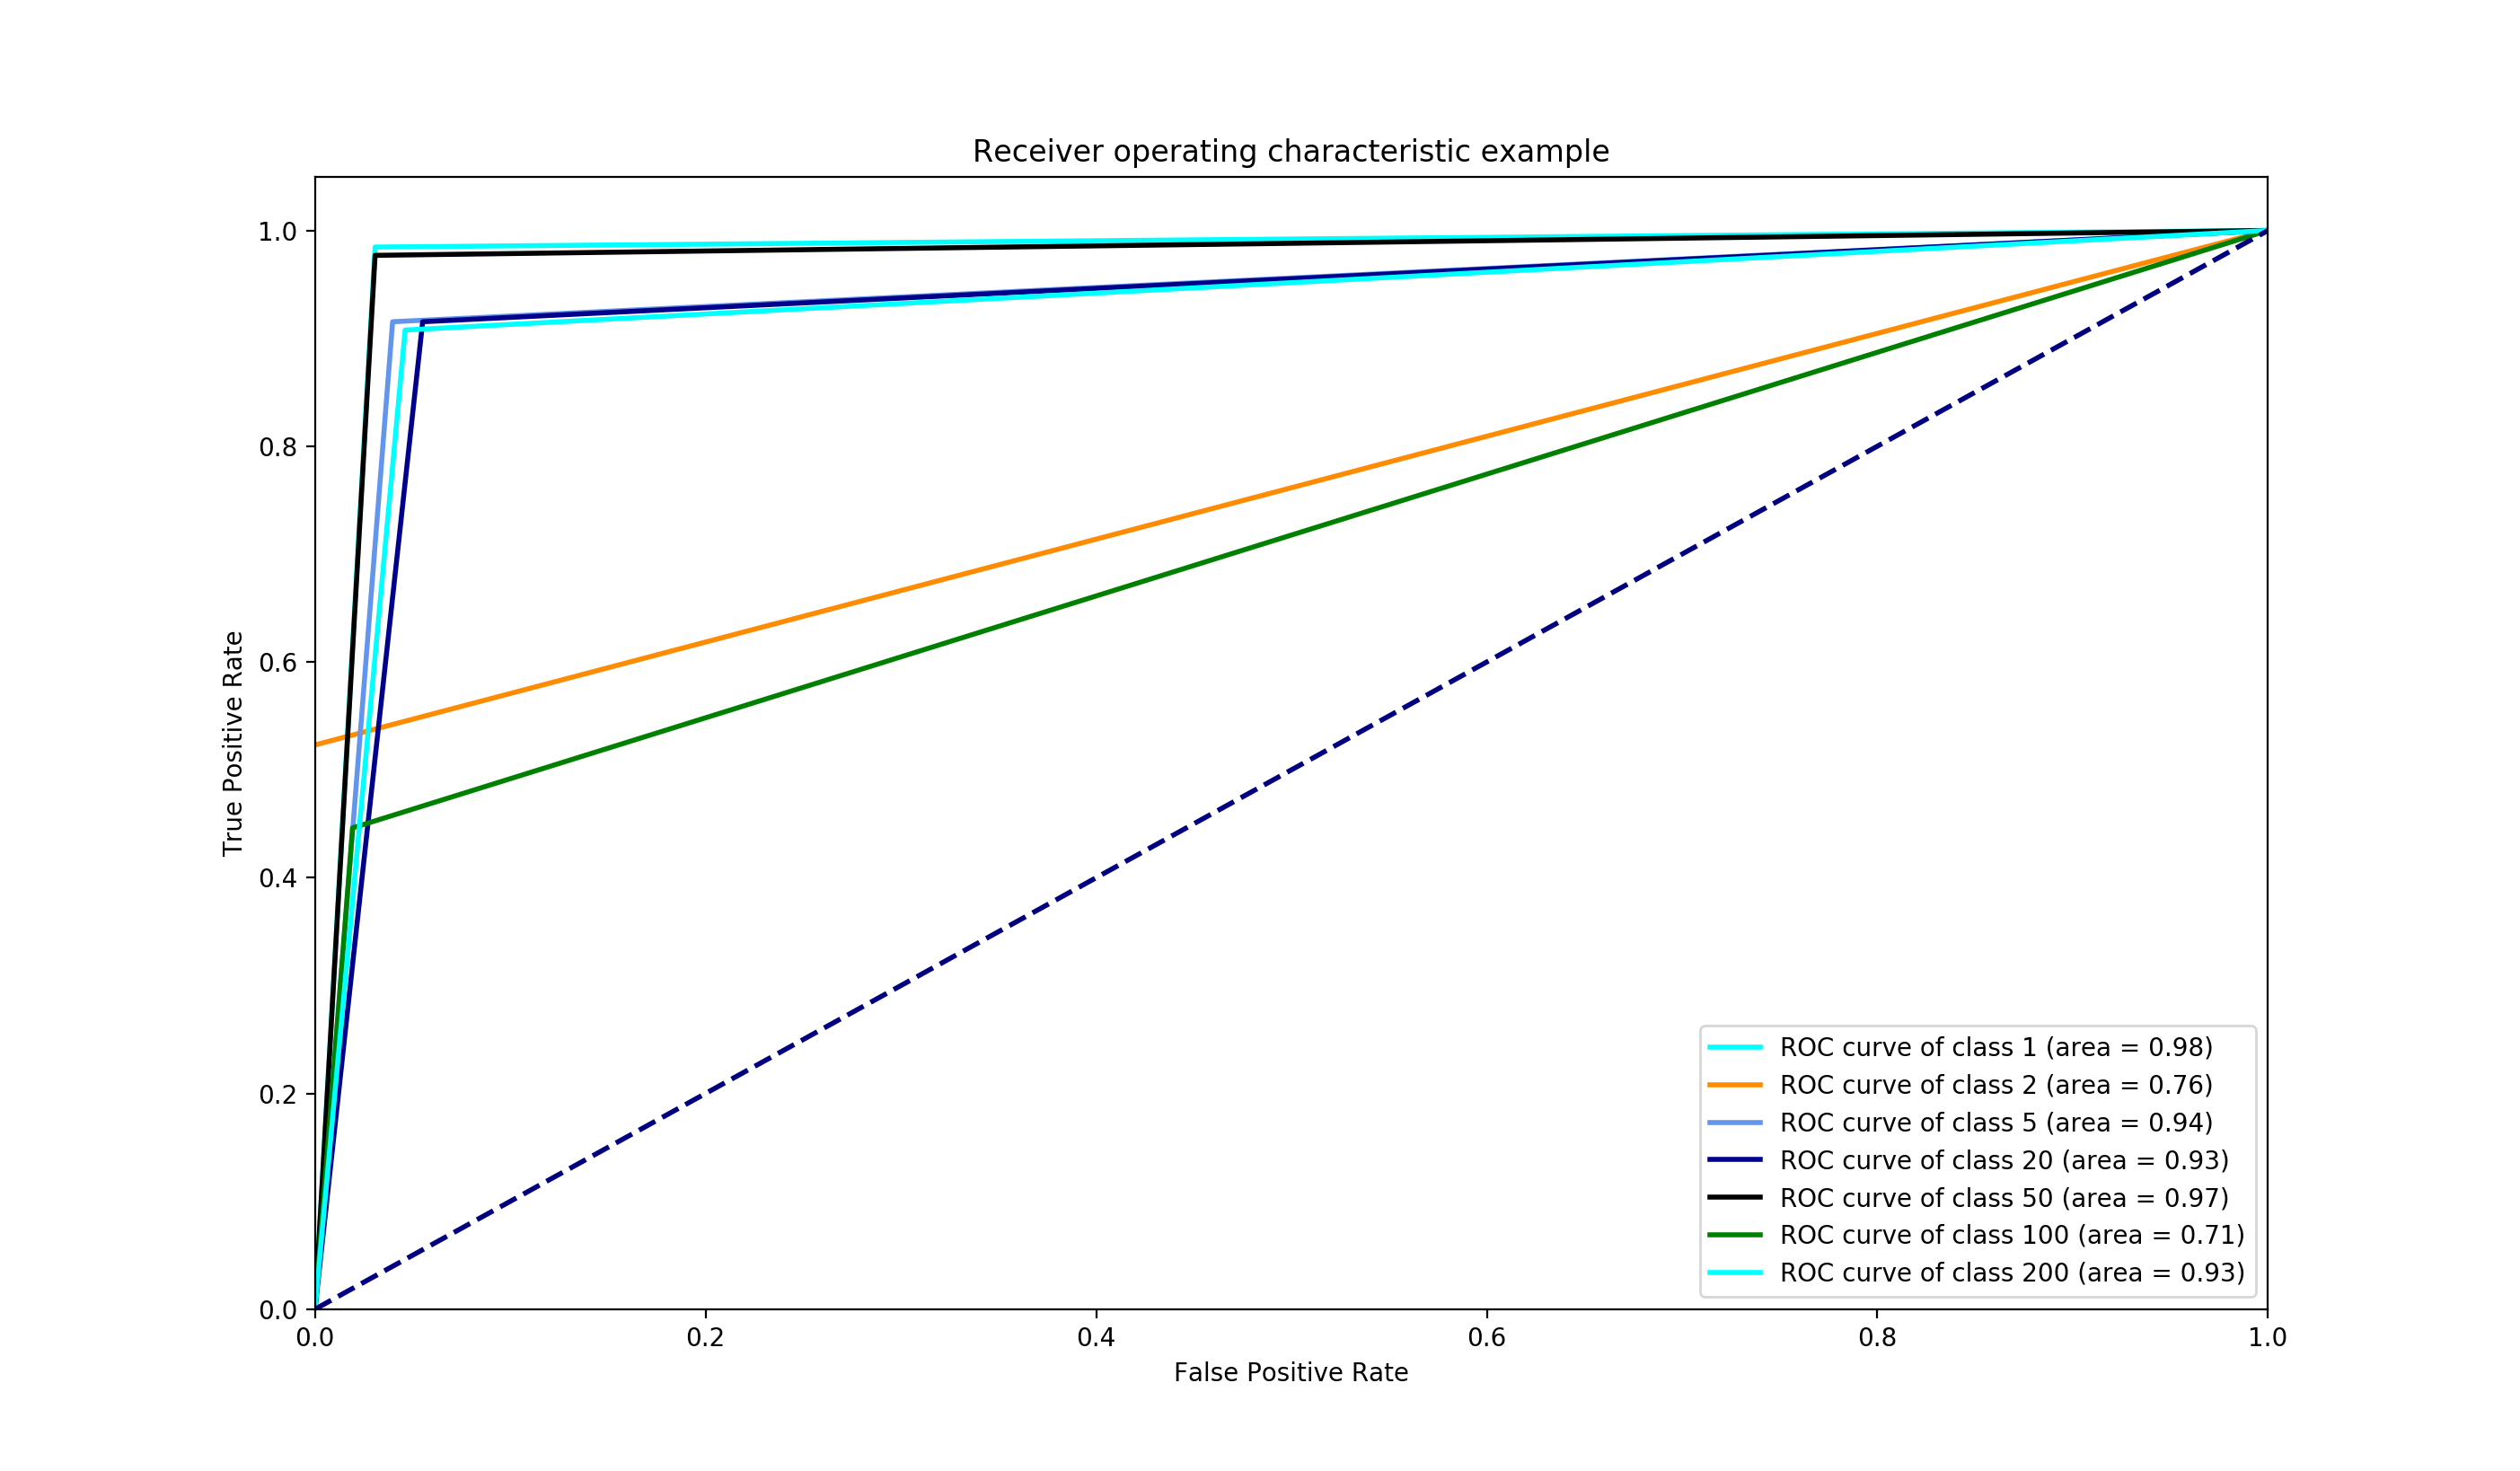 Receiver operating characteristic example
1.0
0.8
0.6
0.4
0.2
0.0
True Positive Rate
0.0 0.2 0.4 0.6 0.8 1.0
False Positive Rate
ROC curve of class 1 (area = 0.98)
ROC curve of class 2 (area = 0.76)
ROC curve of class 5 (area = 0.94)
ROC curve of class 20 (area = 0.93)
ROC curve of class 50 (area = 0.97)
ROC curve of class 100 (area = 0.71)
ROC curve of class 200 (area = 0.93)